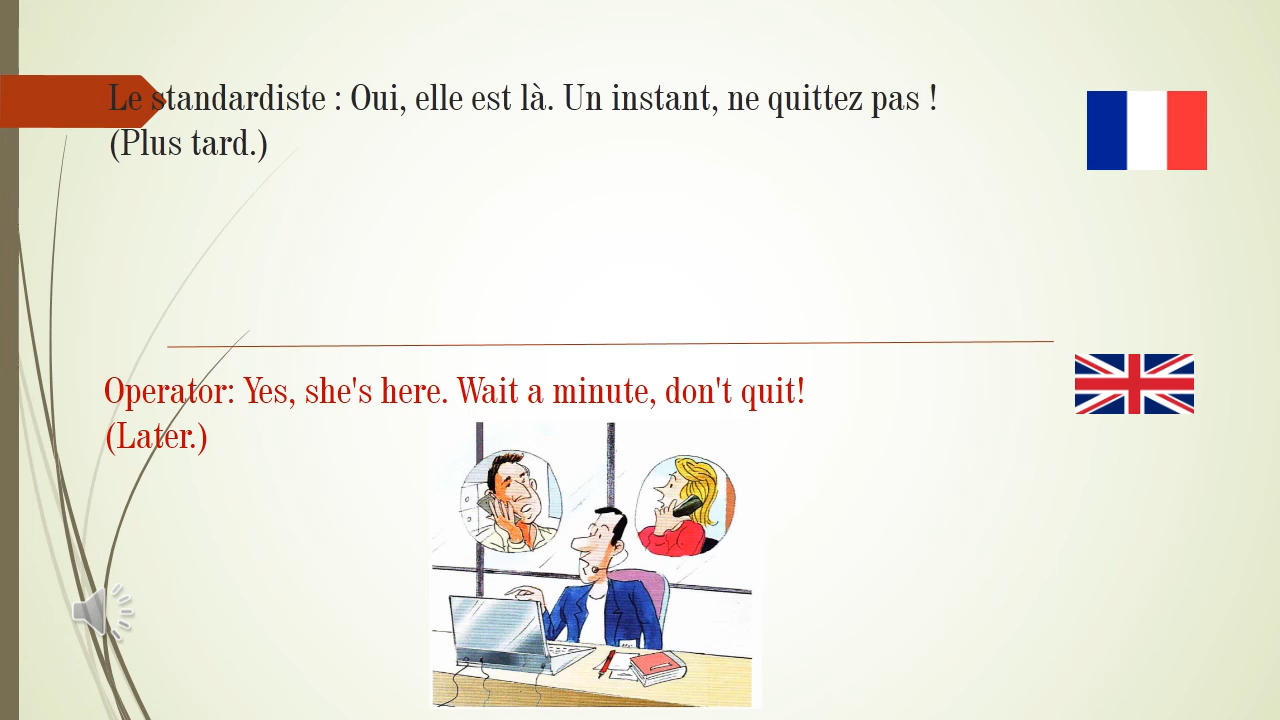 Le standardiste : Oui, elle est là. Un instant, ne quittez pas !
(Plus tard.)
Operator: Yes, she's here. Wait a minute, don't quit!
(Later.)